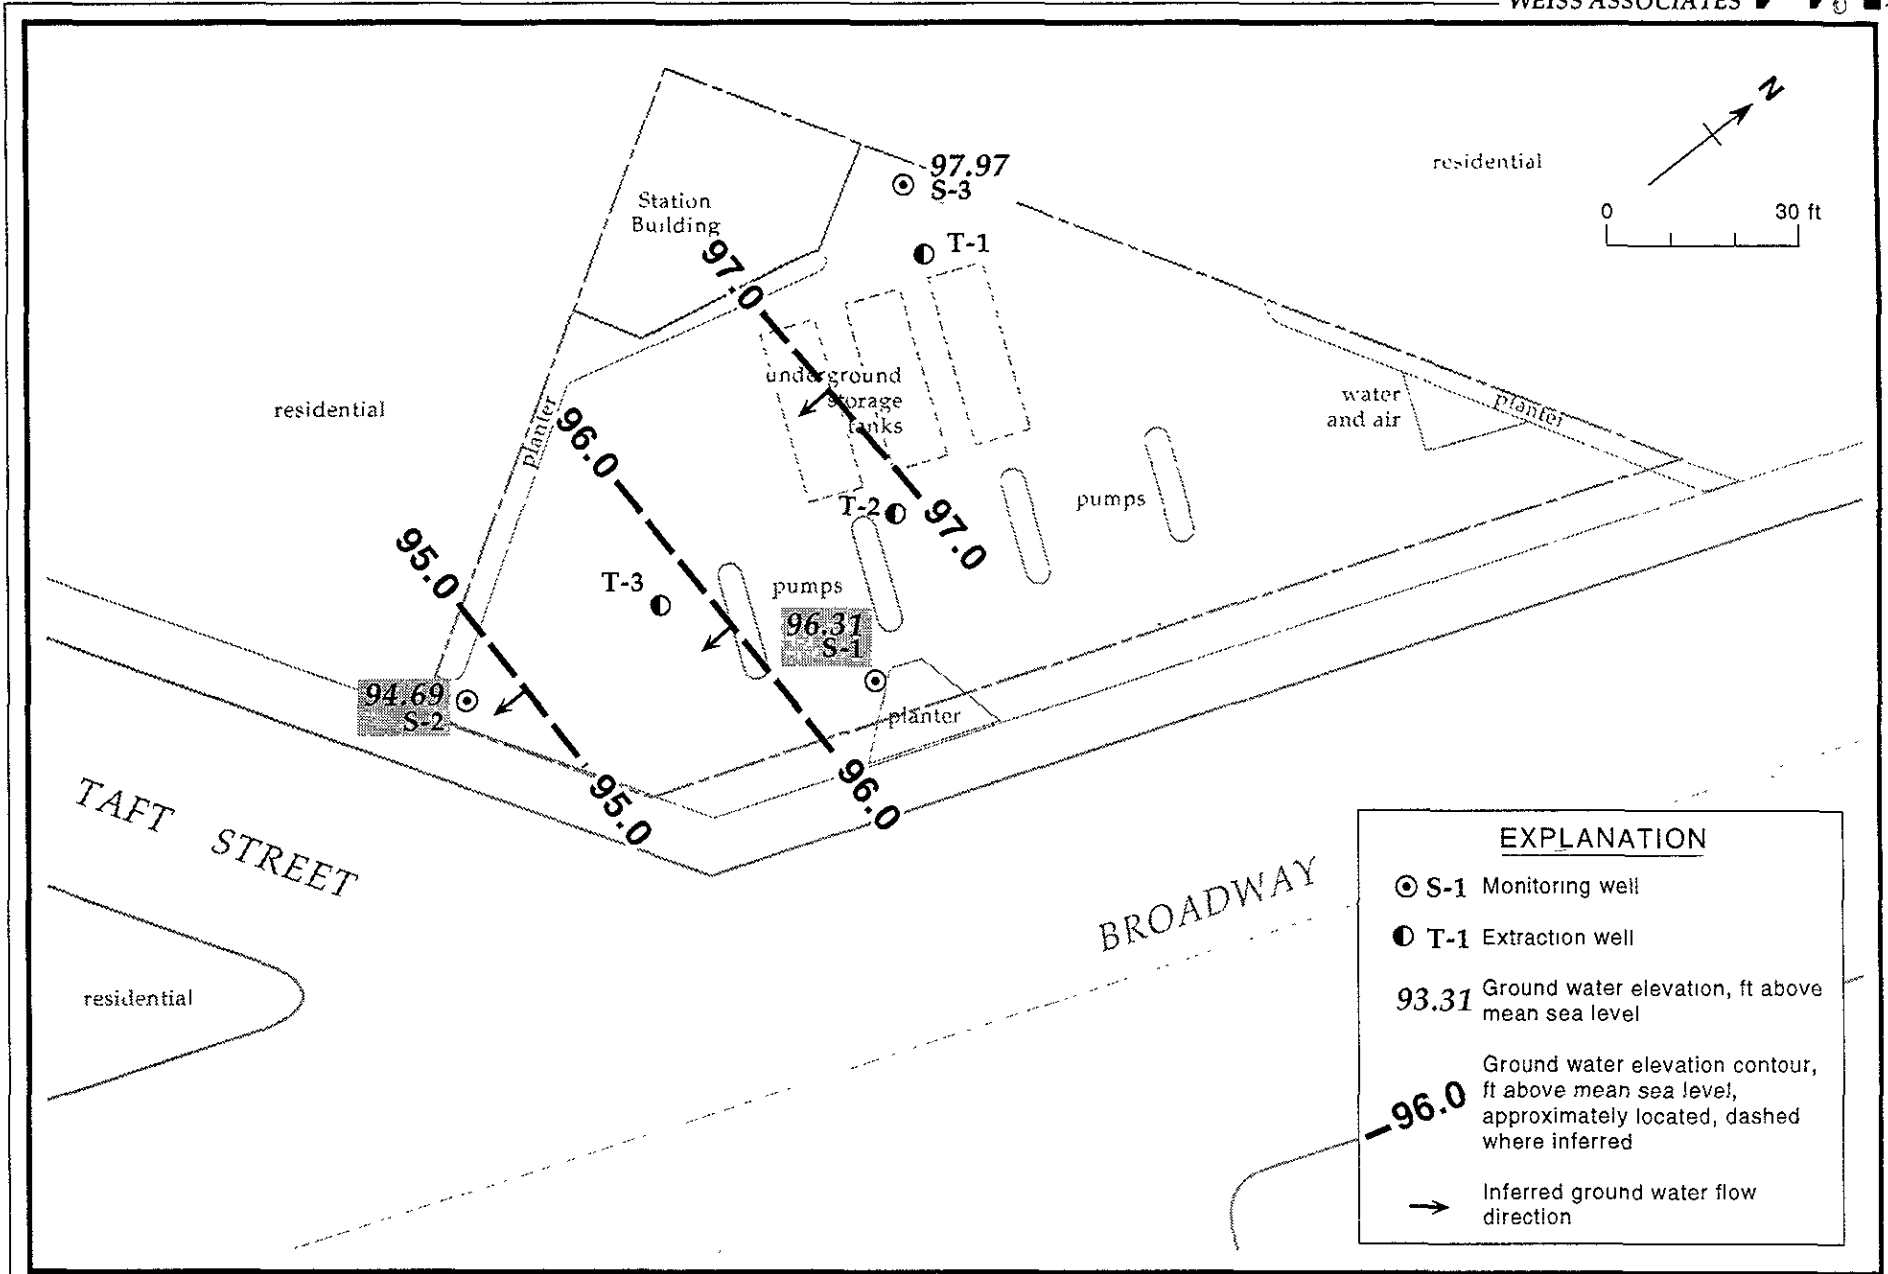 WEISS ASSOCIATES
N
residential
0 30 ft
97.97
S-3
Station
Building
T-1
97.0
underground
storage
tanks
residential
planter
water
and air
planter
96.0
pumps
T-2
97.0
95.0
T-3
pumps
96.31
S-1
94.69
S-2
planter
96.0
95.0
TAFT STREET
BROADWAY
residential
EXPLANATION
S-1 Monitoring well
T-1 Extraction well
93.31 Ground water elevation, ft above
mean sea level
96.0 Ground water elevation contour,
ft above mean sea level,
approximately located, dashed
where inferred
Inferred ground water flow
direction